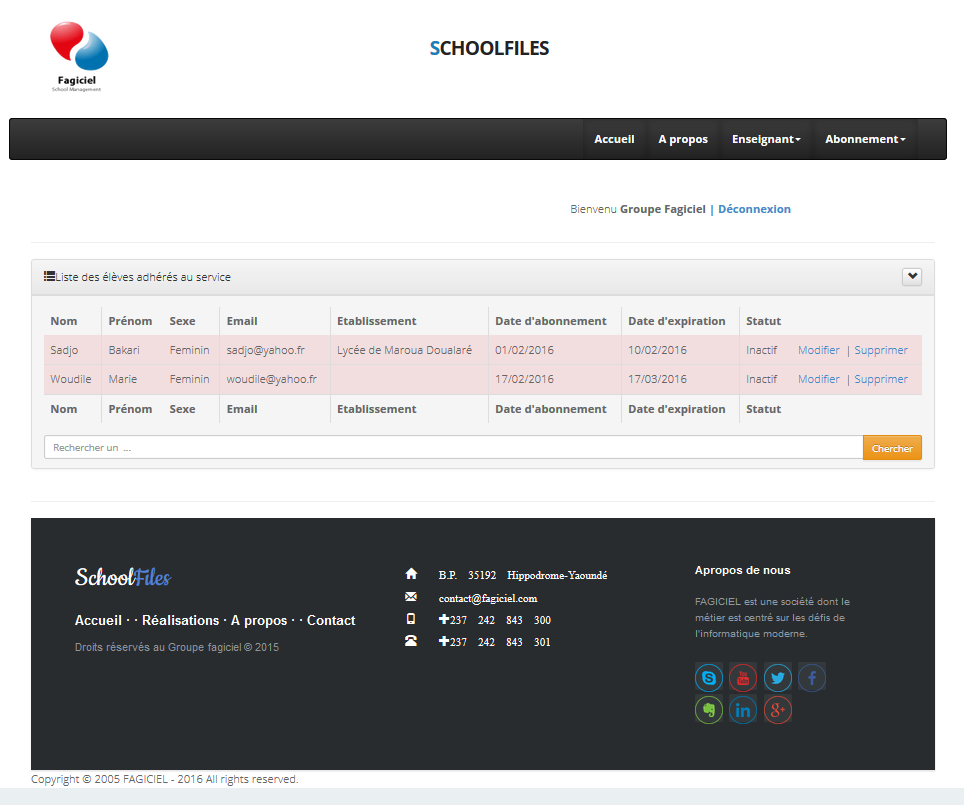 Fagiciel
School Management
SCHOOLFILES
Accueil A propos Enseignant Abonnement
Bienvenu Groupe Fagiciel | Déconnexion
Liste des élèves adhérés au service
Nom Prénom Sexe Email Etablissement Date d'abonnement Date d'expiration Statut
Sadjo Bakari Feminin sadjo@yahoo.fr Lycée de Maroua Doualaré 01/02/2016 10/02/2016 Inactif Modifier | Supprimer
Woudile Marie Feminin woudile@yahoo.fr 17/02/2016 17/03/2016 Inactif Modifier | Supprimer
Nom Prénom Sexe Email Etablissement Date d'abonnement Date d'expiration Statut
Rechercher un ... Chercher
SchoolFiles
Accueil · · Réalisations · A propos · · Contact
Droits réservés au Groupe fagiciel © 2015
B.P. 35192 Hippodrome-Yaoundé
contact@fagiciel.com
+237 242 843 300
+237 242 843 301
Apropos de nous
FAGICIEL est une société dont le
métier est centré sur les défis de
l'informatique moderne.
Copyright © 2005 FAGICIEL - 2016 All rights reserved.